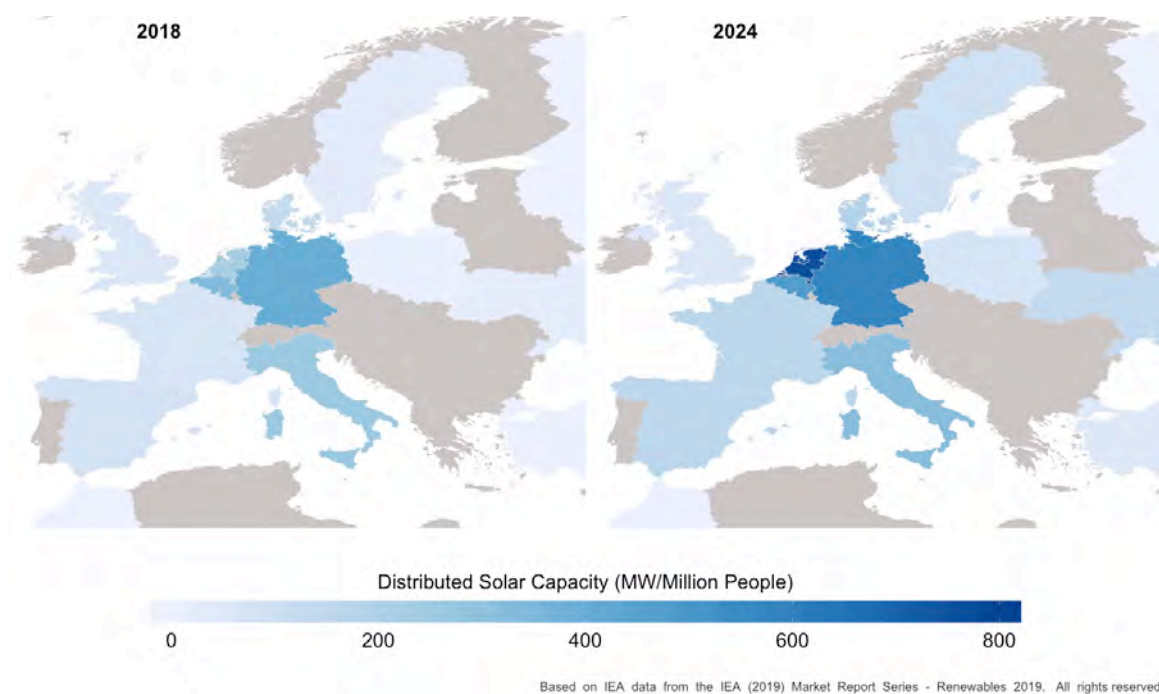 2018
2024
Distributed Solar Capacity (MW/Million People)
0 200 400 600 800
Based on IEA data from the IEA (2019) Market Report Series - Renewables 2019, All rights reserved